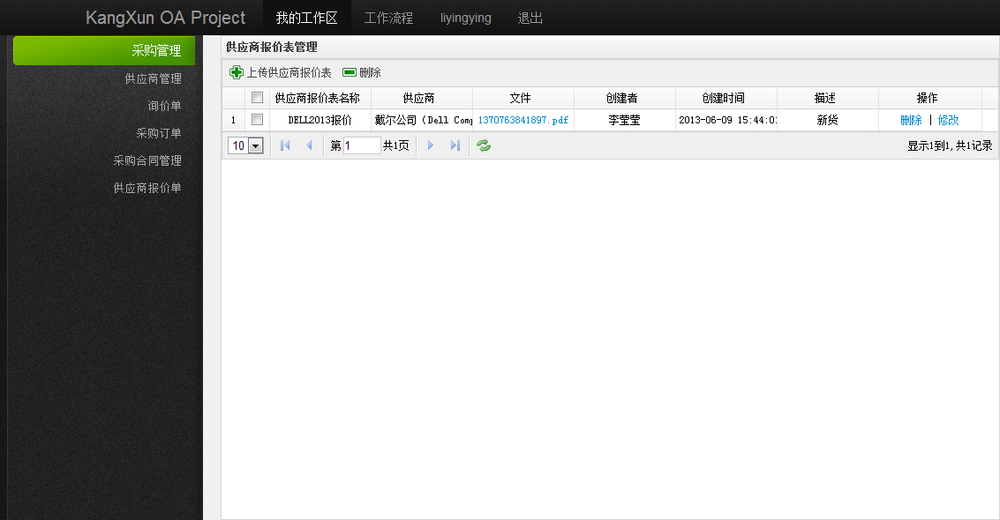 KangXun OA Project 我的工作区 工作流程 liyingying 退出
采购管理
供应商管理
询价单
采购订单
采购合同管理
供应商报价单
供应商报价表管理
上传供应商报价表 删除
供应商报价表名称 供应商 文件 创建者 创建时间 描述 操作
1 DELL2013报价 戴尔公司 (Dell Comp 1370763841897.pdf 李莹莹 2013-06-09 15:44:03 新货 删除 | 修改
10 第 1 共1页 显示1到1,共1记录